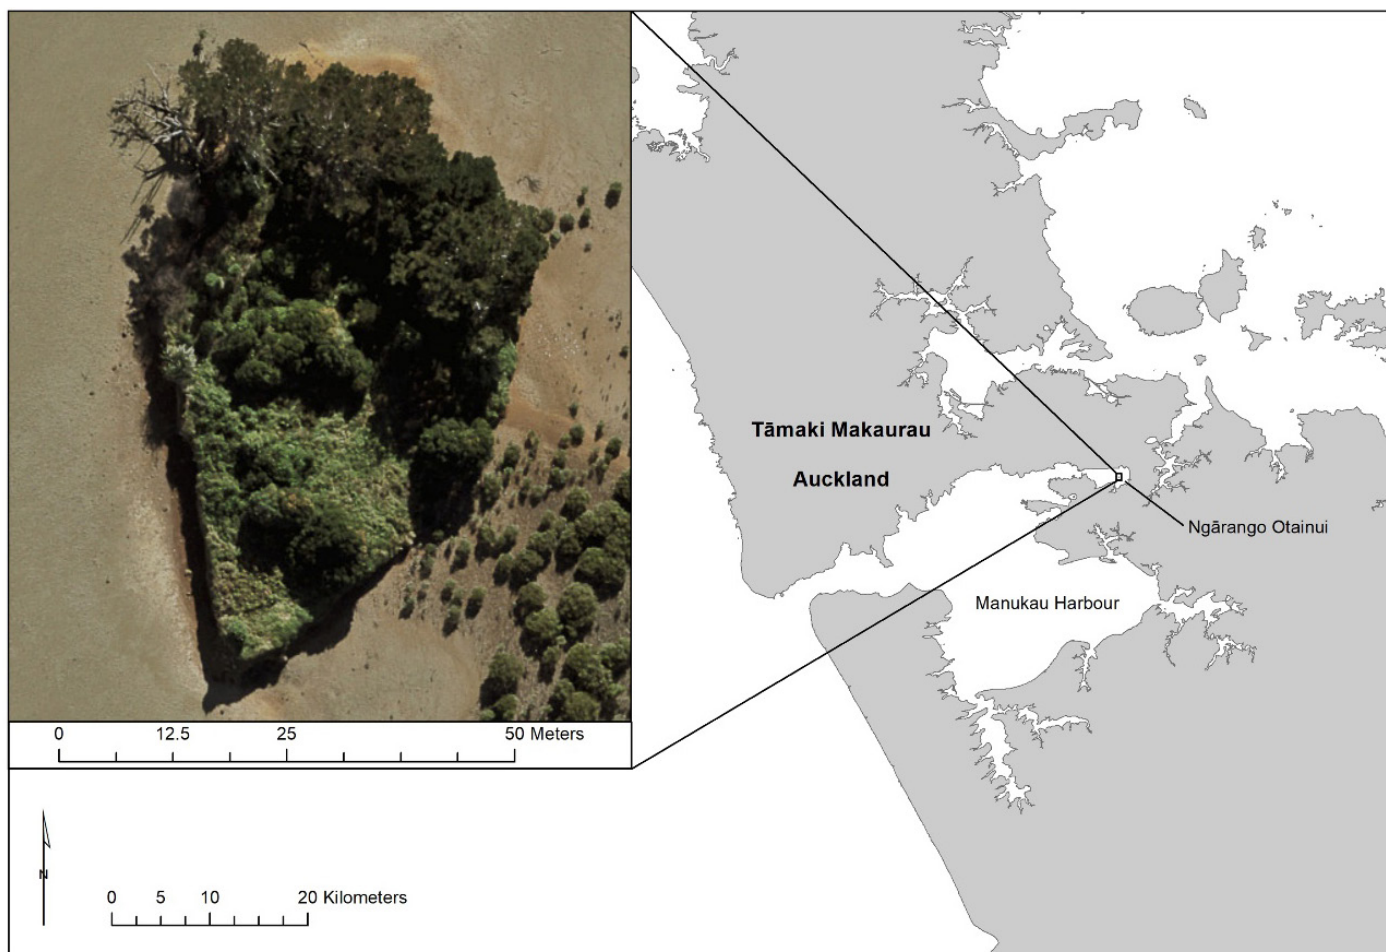 Tāmaki Makaurau
Auckland
Ngārango Otainui
Manukau Harbour
0 12.5 25 50 Meters
N
0 5 10 20 Kilometers